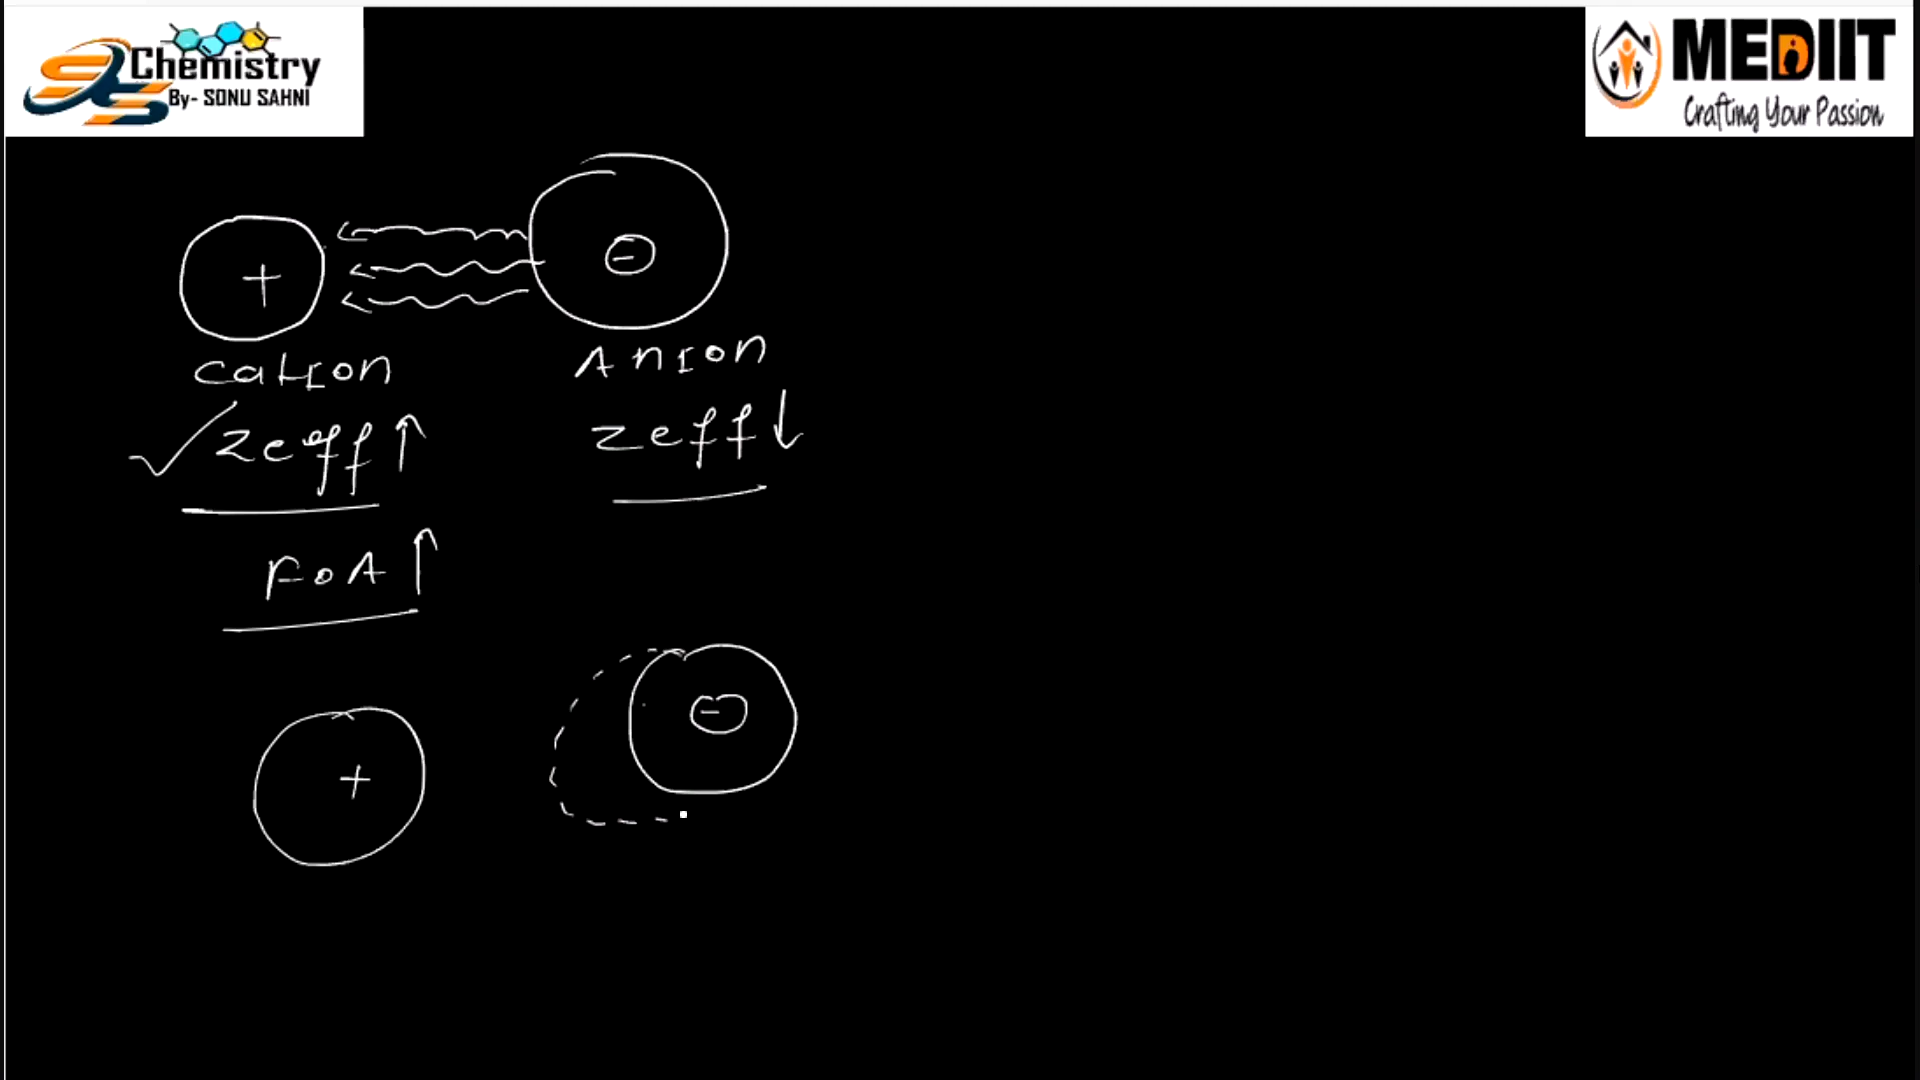 Chemistry
By- SONU SAHNI
MEDIIT
Crafting Your Passion
+
-
Cation
Anion
✓ Zeff ↑
Zeff ↓
FOA ↑
+
-